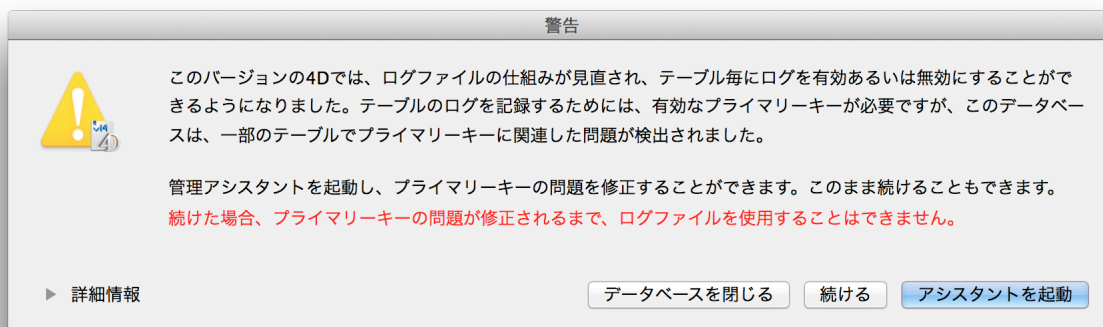 警告
このバージョンの4Dでは、ログファイルの仕組みが見直され、テーブル毎にログを有効あるいは無効にすることがで
きるようになりました。テーブルのログを記録するためには、有効なプライマリーキーが必要ですが、このデータベー
スは、一部のテーブルでプライマリーキーに関連した問題が検出されました。
管理アシスタントを起動し、プライマリーキーの問題を修正することができます。このまま続けることもできます。
続けた場合、プライマリーキーの問題が修正されるまで、ログファイルを使用することはできません。
詳細情報
データベースを閉じる
続ける
アシスタントを起動